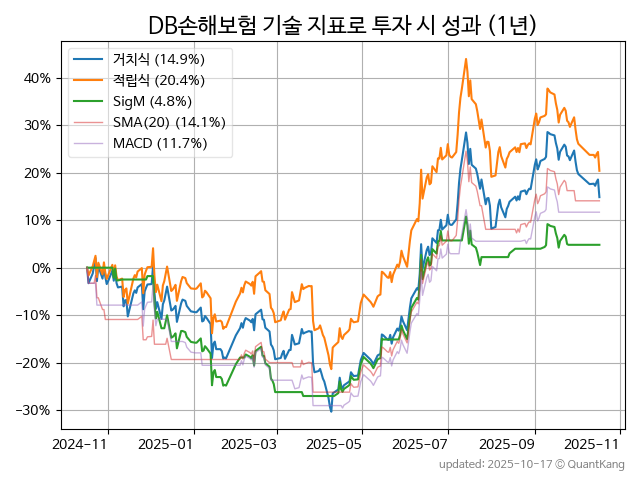 DB손해보험 기술 지표로 투자 시 성과 (1년)
거치식 (14.9%)
적립식 (20.4%)
SigM (4.8%)
SMA(20) (14.1%)
MACD (11.7%)
40%
30%
20%
10%
0%
−10%
−20%
−30%
2024-11 2025-01 2025-03 2025-05 2025-07 2025-09 2025-11
updated: 2025-10-17 © QuantKang